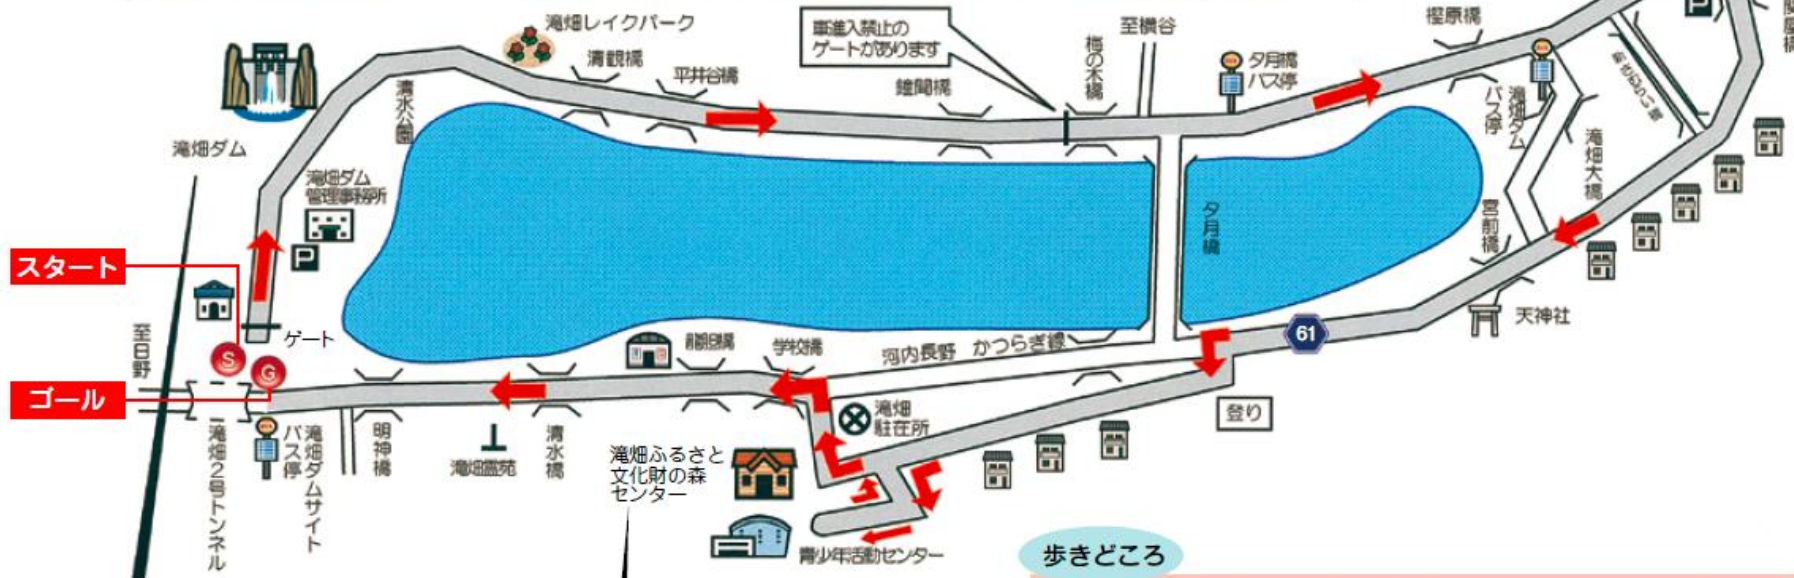 滝畑レイクパーク
清観橋
平井谷橋
車進入禁止の
ゲートがあります
梅の木橋
至横谷
夕月橋
バス停
樫原橋
P
清水公園
滝畑ダム
滝畑ダム
管理事務所
P
滝畑ダム
バス停
滝畑大橋
宮前橋
夕月橋
スタート
ゲート
至日野
S
G
ゴール
学校橋
河内長野 かつらぎ線
61
天神社
滝畑2号トンネル
滝畑ダムサイト
バス停
明神橋
滝畑霊苑
清水橋
滝畑ふるさと
文化財の森
センター
滝畑
駐在所
登り
青少年活動センター
歩きどころ